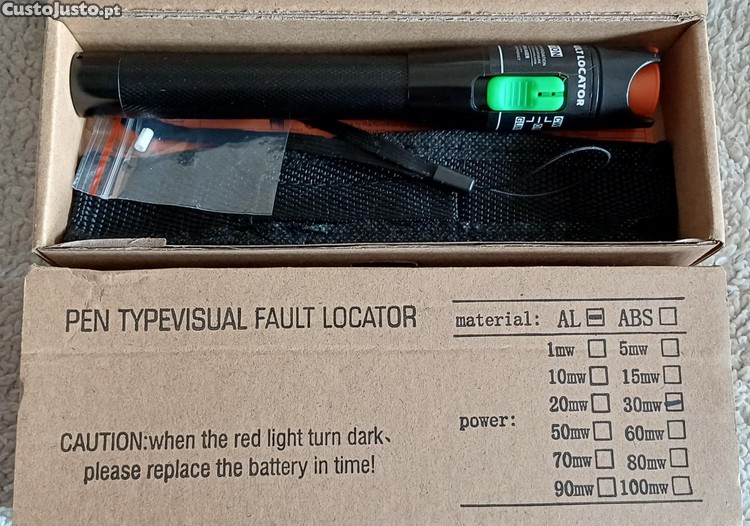 CustoJusto.pt
LT LOCATOR
PEN TYPEVISUAL FAULT LOCATOR
CAUTION:when the red light turn dark、
please replace the battery in time!
material: AL ABS
1mw 5mw
10mw 15mw
20mw 30mw
power:
50mw 60mw
70mw 80mw
90mw 100mw